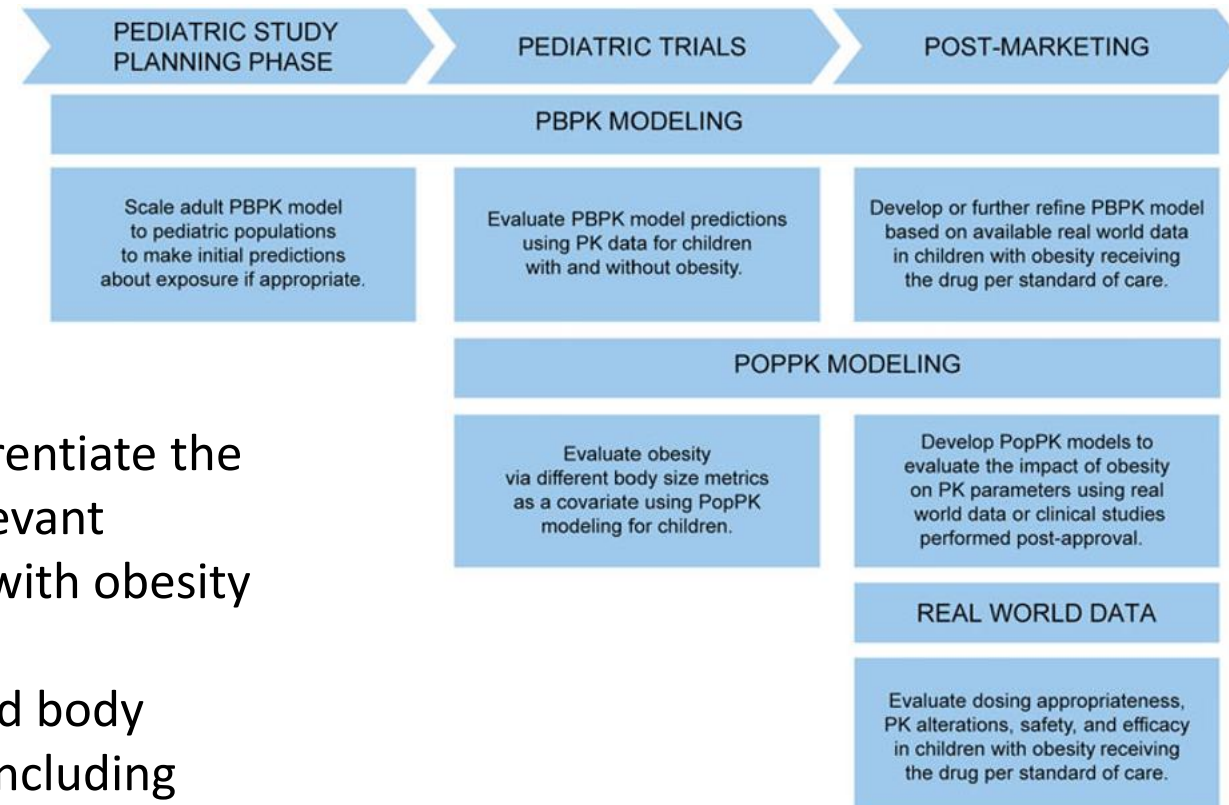 PEDIATRIC STUDY
PLANNING PHASE
PEDIATRIC TRIALS
POST-MARKETING
PBPK MODELING
Scale adult PBPK model
to pediatric populations
to make initial predictions
about exposure if appropriate.
Evaluate PBPK model predictions
using PK data for children
with and without obesity.
Develop or further refine PBPK model
based on available real world data
in children with obesity receiving
the drug per standard of care.
POPPK MODELING
Evaluate obesity
via different body size metrics
as a covariate using PopPK
modeling for children.
Develop PopPK models to
evaluate the impact of obesity
on PK parameters using real
world data or clinical studies
performed post-approval.
REAL WORLD DATA
Evaluate dosing appropriateness,
PK alterations, safety, and efficacy
in children with obesity receiving
the drug per standard of care.
rentiate the
evant
with obesity
d body
ncluding